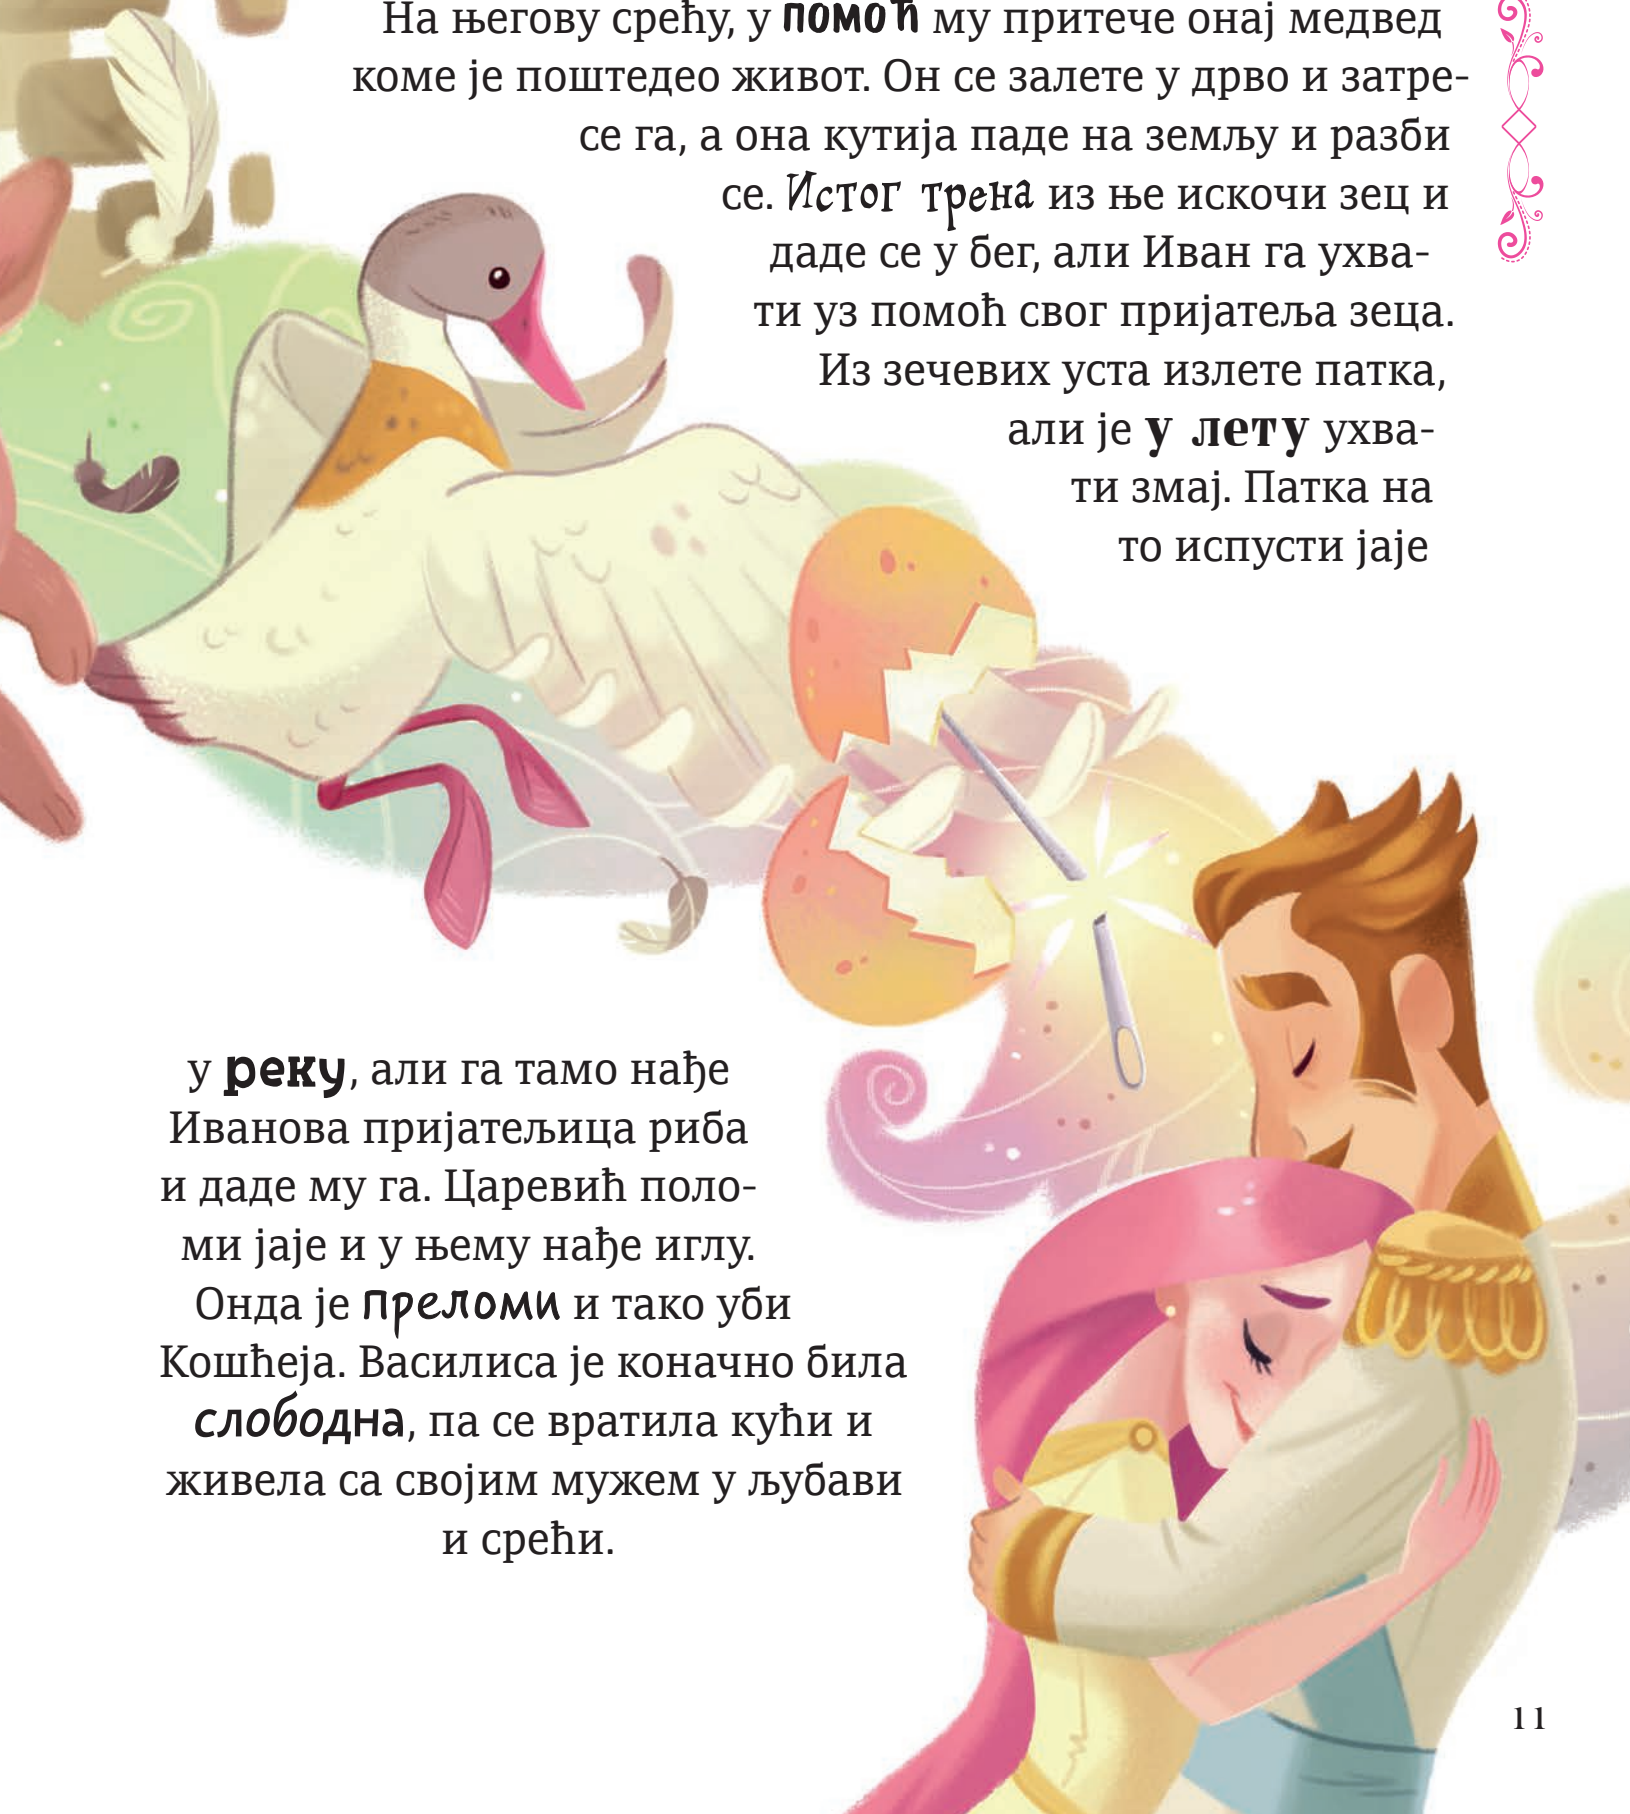 На његову срећу, у помоћ му притече онај медвед
коме је поштедео живот. Он се залете у дрво и затре-
се га, а она кутија паде на земљу и разби
се. Истог трена из ње искочи зец и
даде се у бег, али Иван га ухва-
ти уз помоћ свог пријатеља зеца.
Из зечевих уста излете патка,
али је у лету ухва-
ти змај. Патка на
то испусти јаје
у реку, али га тамо нађе
Иванова пријатељица риба
и даде му га. Царевић поло-
ми јаје и у њему нађе иглу.
Онда је преломи и тако уби
Кошћеја. Василиса је коначно била
слободна, па се вратила кући и
живела са својим мужем у љубави
и срећи.
11